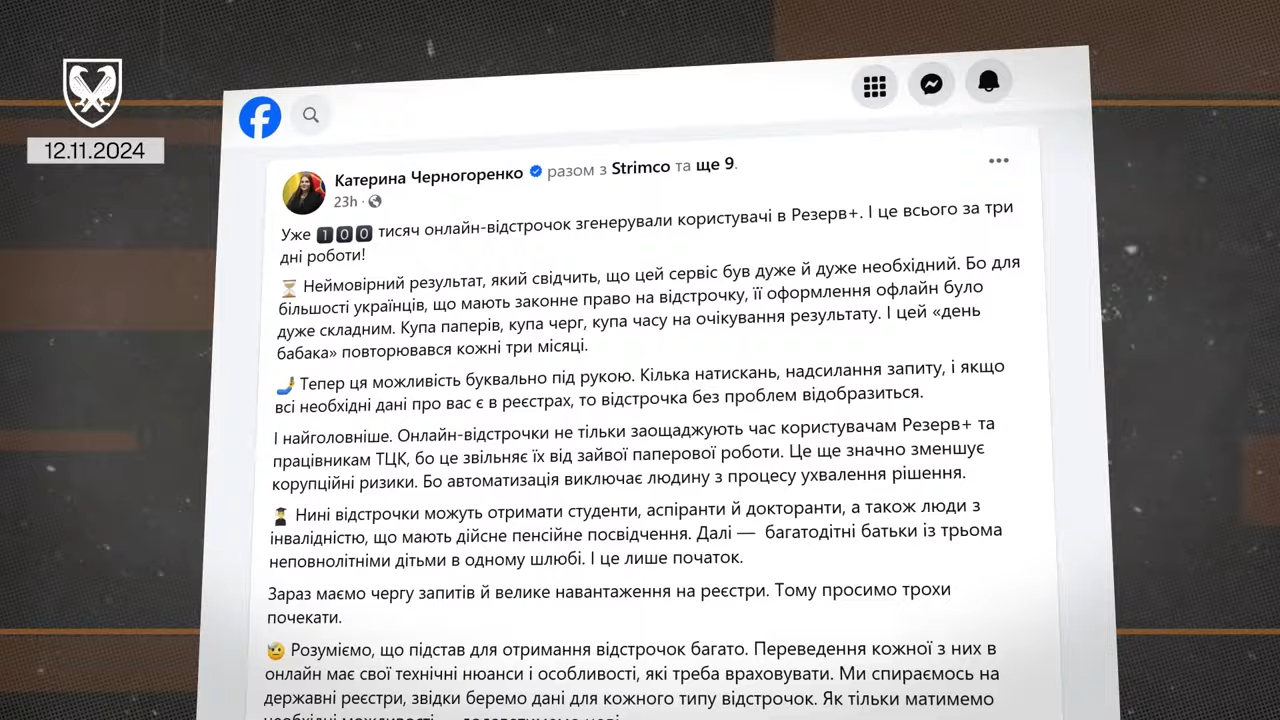 12.11.2024
Катерина Черногоренко разом з Strimco та ще 9.
23h
Уже 100 тисяч онлайн-відстрочок згенерували користувачі в Резерв+. І це всього за три
дні роботи!
Неймовірний результат, який свідчить, що цей сервіс був дуже й дуже необхідний. Бо для
більшості українців, що мають законне право на відстрочку, її оформлення офлайн було
дуже складним. Купа паперів, купа черг, купа часу на очікування результату. І цей «день
бабака» повторювався кожні три місяці.
Тепер ця можливість буквально під рукою. Кілька натискань, надсилання запиту, і якщо
всі необхідні дані про вас є в реєстрах, то відстрочка без проблем відобразиться.
І найголовніше. Онлайн-відстрочки не тільки заощаджують час користувачам Резерв+ та
працівникам ТЦК, бо це звільняє їх від зайвої паперової роботи. Це ще значно зменшує
корупційні ризики. Бо автоматизація виключає людину з процесу ухвалення рішення.
Нині відстрочки можуть отримати студенти, аспіранти й докторанти, а також люди з
інвалідністю, що мають дійсне пенсійне посвідчення. Далі — багатодітні батьки із трьома
неповнолітніми дітьми в одному шлюбі. І це лише початок.
Зараз маємо чергу запитів й велике навантаження на реєстри. Тому просимо трохи
почекати.
Розуміємо, що підстав для отримання відстрочок багато. Переведення кожної з них в
онлайн має свої технічні нюанси і особливості, які треба враховувати. Ми спираємось на
державні реєстри, звідки беремо дані для кожного типу відстрочок. Як тільки матимемо